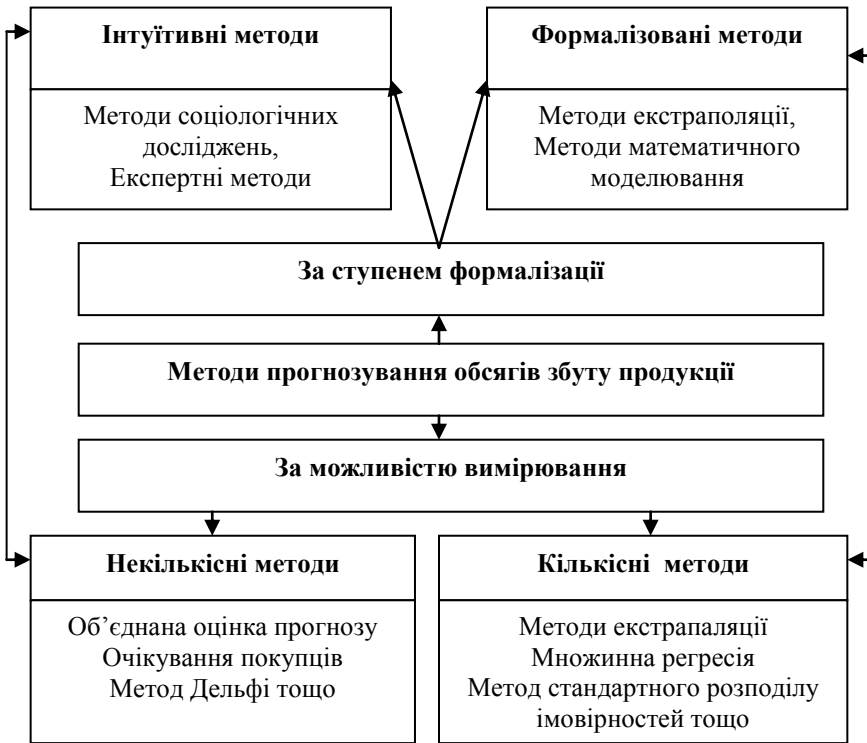 Інтуїтивні методи
Методи соціологічних
досліджень,
Експертні методи
Формалізовані методи
Методи екстраполяції,
Методи математичного
моделювання
За ступенем формалізації
Методи прогнозування обсягів збуту продукції
За можливістю вимірювання
Некількісні методи
Об’єднана оцінка прогнозу
Очікування покупців
Метод Дельфі тощо
Кількісні методи
Методи екстрапаляції
Множинна регресія
Метод стандартного розподілу
імовірностей тощо